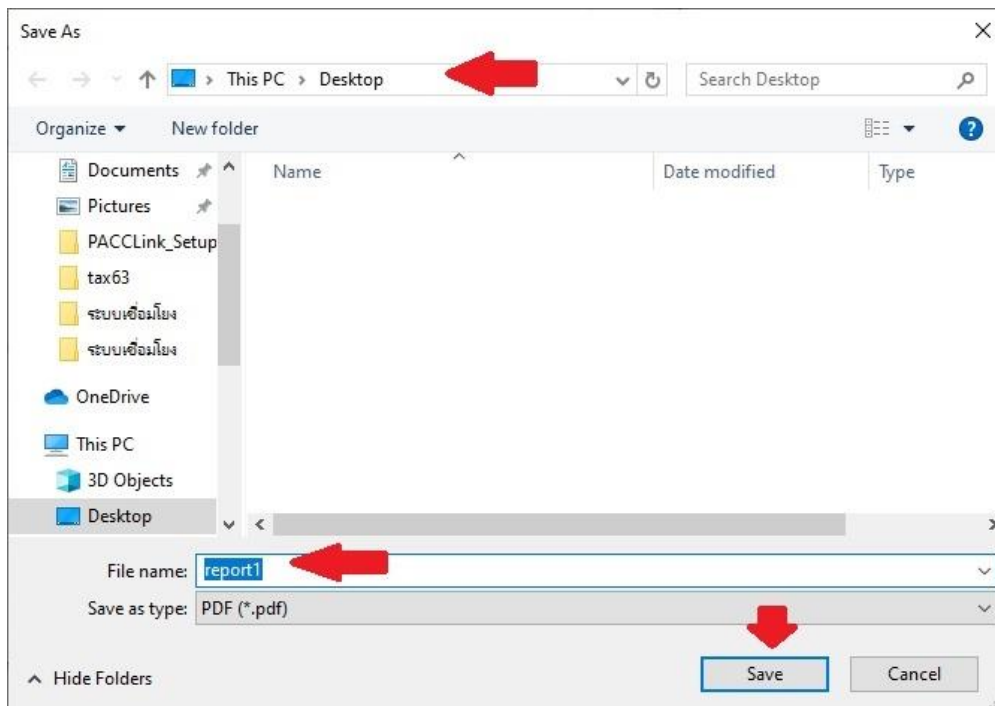 Save As
This PC > Desktop
Search Desktop
Organize
New folder
Name
Date modified
Type
Documents
Pictures
PACCLink_Setup
tax63
ระบบเชื่อมโยง
ระบบเชื่อมโยง
OneDrive
This PC
3D Objects
Desktop
File name: report1
Save as type: PDF (*.pdf)
Hide Folders
Save
Cancel